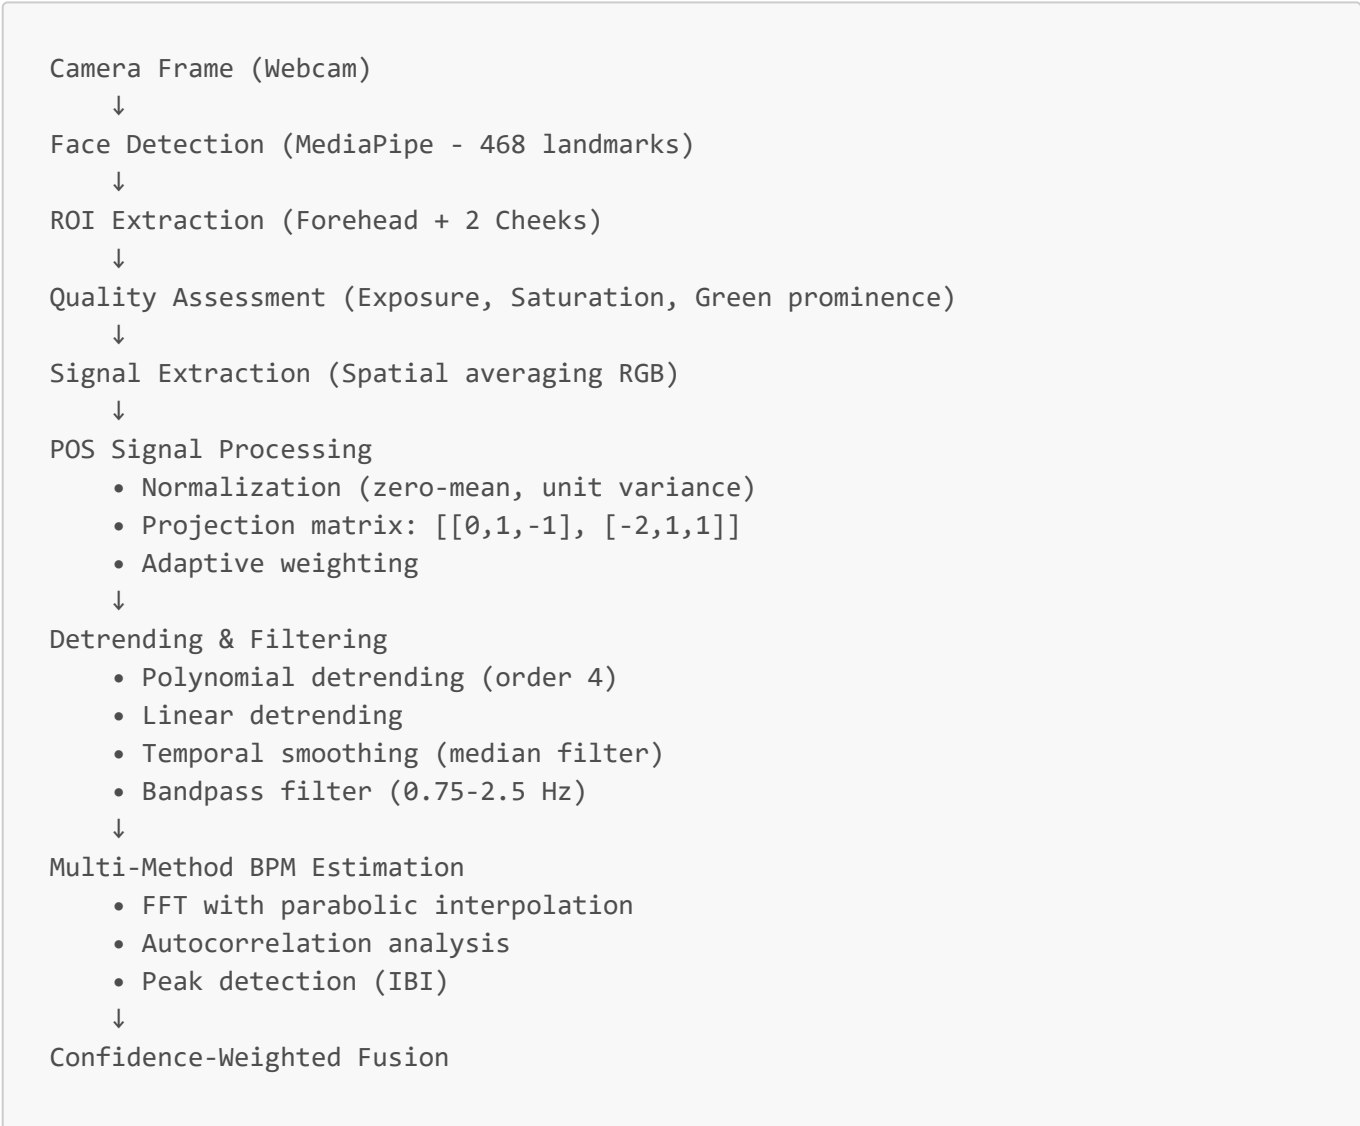 Camera Frame (Webcam)
↓
Face Detection (MediaPipe - 468 landmarks)
↓
ROI Extraction (Forehead + 2 Cheeks)
↓
Quality Assessment (Exposure, Saturation, Green prominence)
↓
Signal Extraction (Spatial averaging RGB)
↓
POS Signal Processing
• Normalization (zero-mean, unit variance)
• Projection matrix: [[0,1,-1], [-2,1,1]]
• Adaptive weighting
↓
Detrending & Filtering
• Polynomial detrending (order 4)
• Linear detrending
• Temporal smoothing (median filter)
• Bandpass filter (0.75-2.5 Hz)
↓
Multi-Method BPM Estimation
• FFT with parabolic interpolation
• Autocorrelation analysis
• Peak detection (IBI)
↓
Confidence-Weighted Fusion